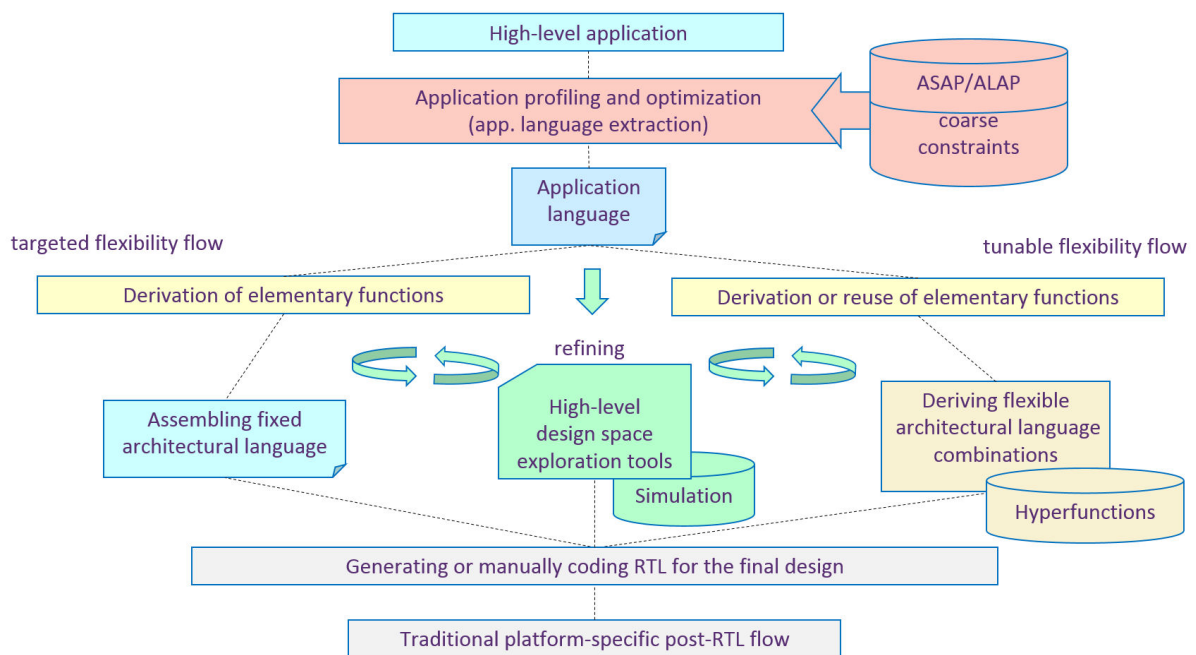 High-level application
Application profiling and optimization
(app. language extraction)
ASAP/ALAP
coarse
constraints
Application
language
targeted flexibility flow
tunable flexibility flow
Derivation of elementary functions
Derivation or reuse of elementary functions
refining
Assembling fixed
architectural language
High-level
design space
exploration tools
Simulation
Deriving flexible
architectural language
combinations
Hyperfunctions
Generating or manually coding RTL for the final design
Traditional platform-specific post-RTL flow